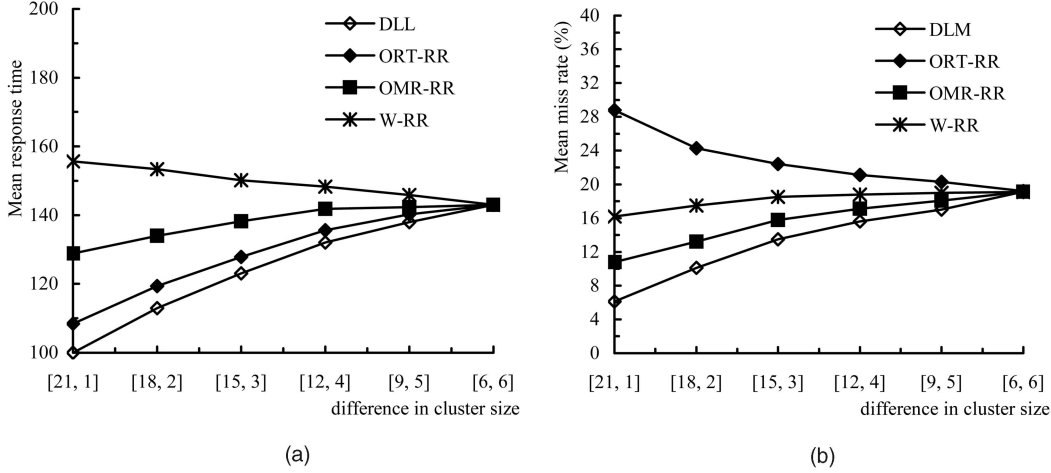 200
180
160
140
120
100
Mean response time
DLL
ORT-RR
OMR-RR
W-RR
[21, 1] [18, 2] [15, 3] [12, 4] [9, 5] [6, 6]
difference in cluster size
(a)
40
36
32
28
24
20
16
12
8
4
0
Mean miss rate (%)
DLM
ORT-RR
OMR-RR
W-RR
[21, 1] [18, 2] [15, 3] [12, 4] [9, 5] [6, 6]
difference in cluster size
(b)